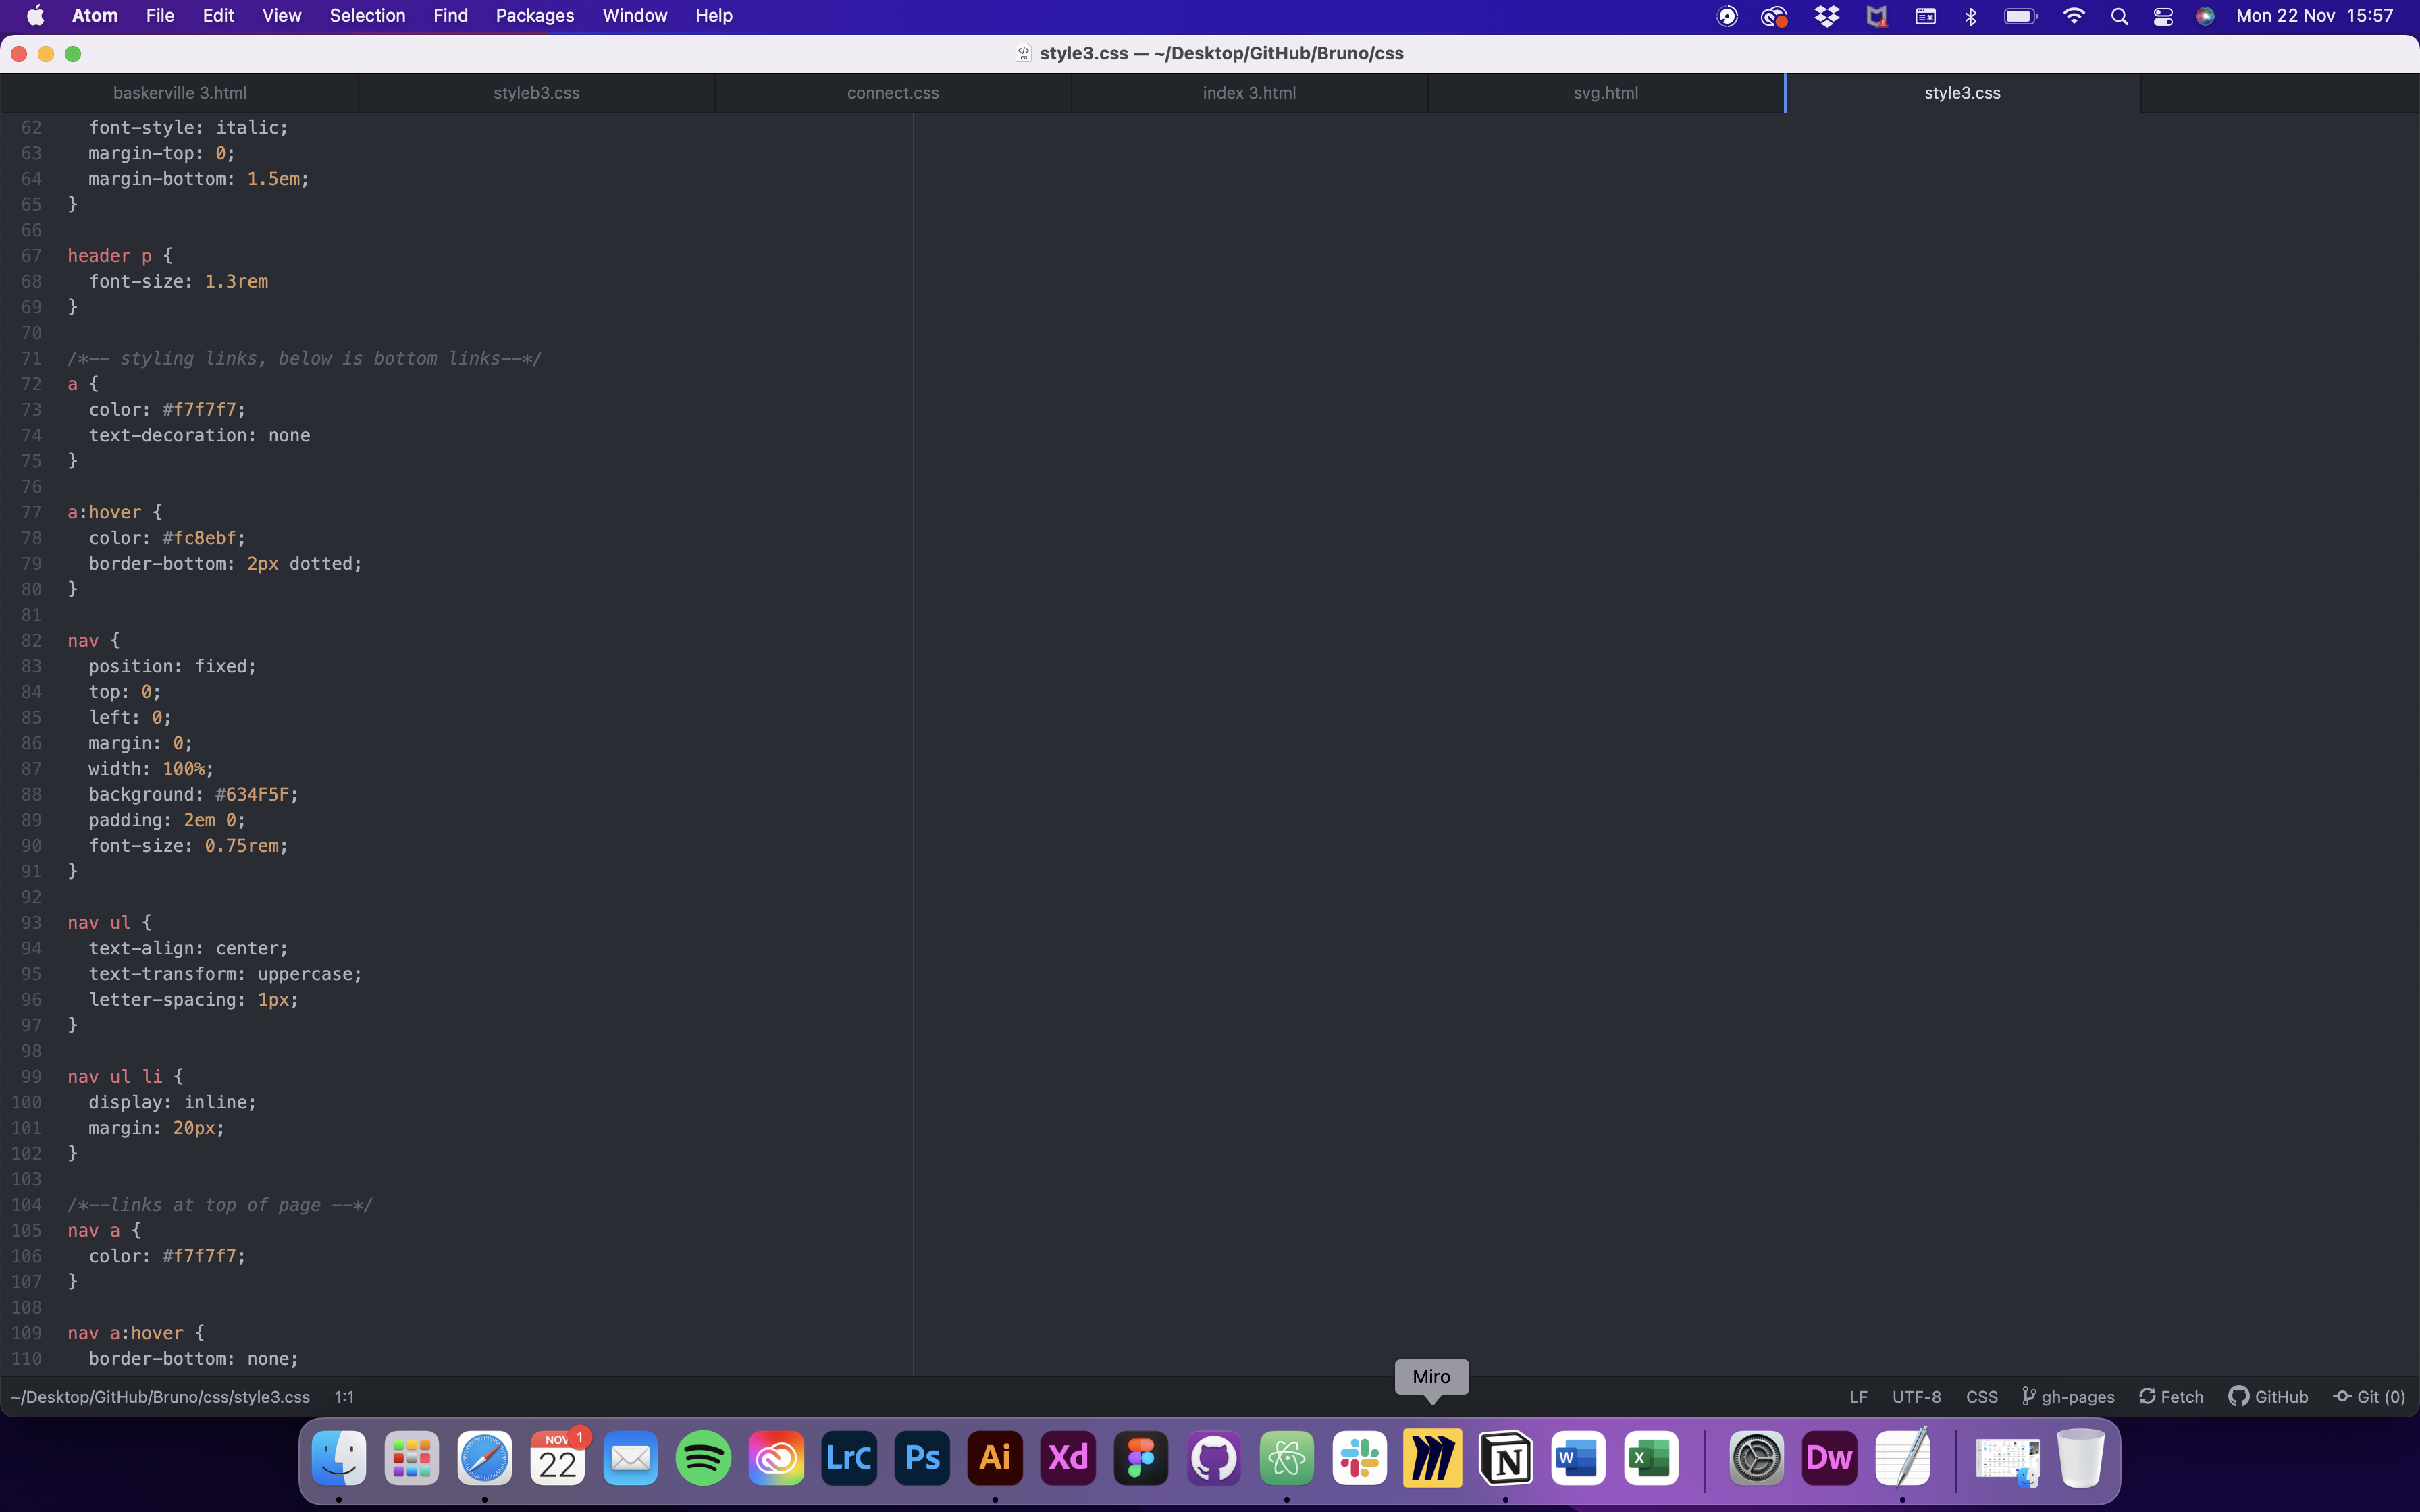 Atom File Edit View Selection Find Packages Window Help Mon 22 Nov 15:57
style3.css — ~/Desktop/GitHub/Bruno/css
baskerville 3.html styleb3.css connect.css index 3.html svg.html style3.css
62 font-style: italic;
63 margin-top: 0;
64 margin-bottom: 1.5em;
65 }
66
67 header p {
68 font-size: 1.3rem
69 }
70
71 /*-- styling links, below is bottom links--*/
72 a {
73 color: #f7f7f7;
74 text-decoration: none
75 }
76
77 a:hover {
78 color: #fc8ebf;
79 border-bottom: 2px dotted;
80 }
81
82 nav {
83 position: fixed;
84 top: 0;
85 left: 0;
86 margin: 0;
87 width: 100%;
88 background: #634F5F;
89 padding: 2em 0;
90 font-size: 0.75rem;
91 }
92
93 nav ul {
94 text-align: center;
95 text-transform: uppercase;
96 letter-spacing: 1px;
97 }
98
99 nav ul li {
100 display: inline;
101 margin: 20px;
102 }
103
104 /*--links at top of page --*/
105 nav a {
106 color: #f7f7f7;
107 }
108
109 nav a:hover {
110 border-bottom: none;
Miro
~/Desktop/GitHub/Bruno/css/style3.css 1:1 LF UTF-8 CSS gh-pages Fetch GitHub Git (0)
NOV 1
22 LrC Ps Ai Xd N W X Dw